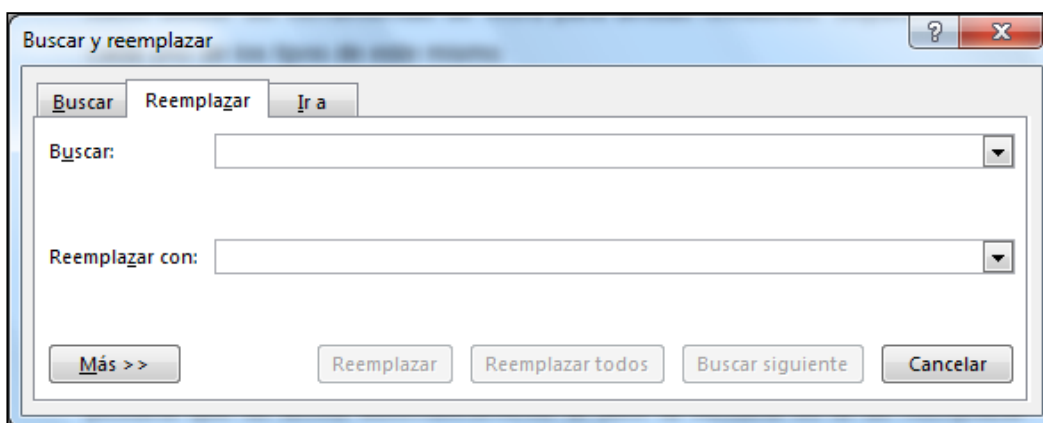 Buscar y reemplazar
Buscar Reemplazar Ir a
Buscar:
Reemplazar con:
Más >> Reemplazar Reemplazar todos Buscar siguiente Cancelar